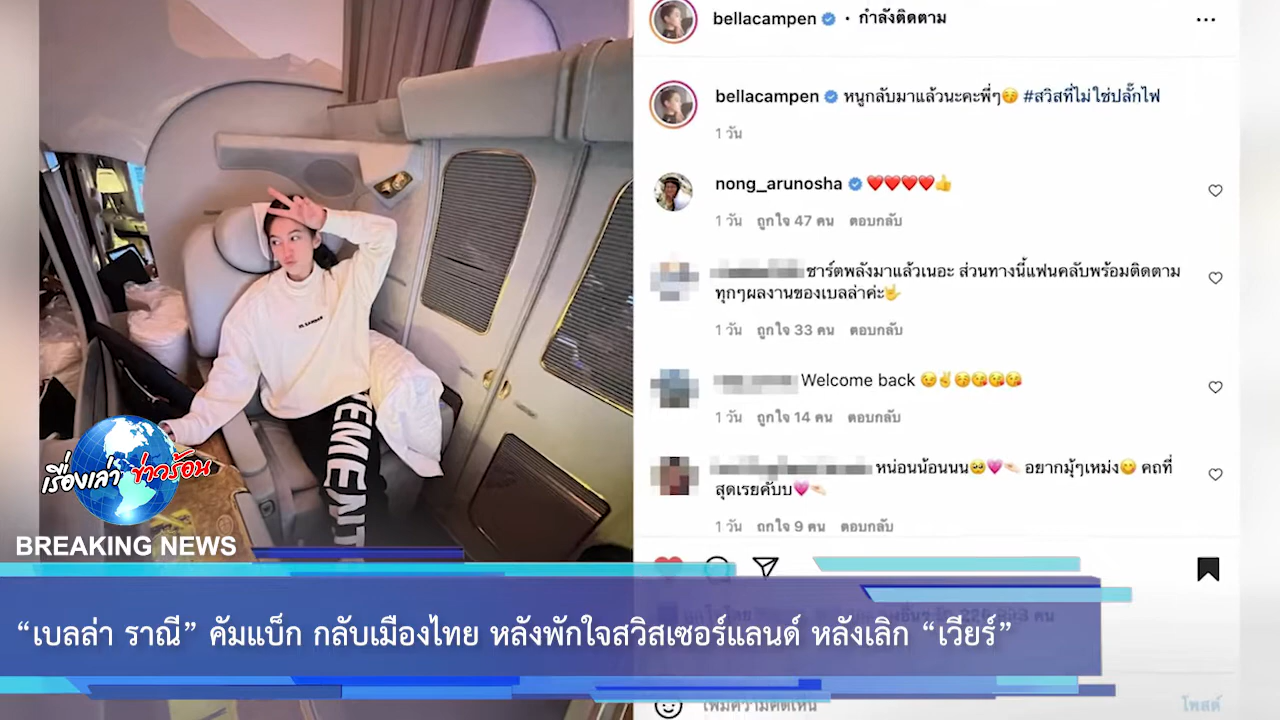 bellacampen • กำลังติดตาม
bellacampen หนูกลับมาแล้วนะคะพี่ๆ😚 #สวิสที่ไม่ใช่ปลั๊กไฟ
1 วัน
nong_arunosha ❤️❤️❤️❤️👍
1 วัน ถูกใจ 47 คน ตอบกลับ
ชาร์ตพลังมาแล้วเนอะ ส่วนทางนี้แฟนคลับพร้อมติดตาม
ทุกๆผลงานของเบลล่าค่ะ🤟
1 วัน ถูกใจ 33 คน ตอบกลับ
Welcome back 😉✌️😚😘😘😘
1 วัน ถูกใจ 14 คน ตอบกลับ
หน่อนน้อนนน🥺💗🤏🏻 อยากมุ้ๆเหม่ง😋 คถที่
สุดเรยคับบ💗🤏🏻
1 วัน ถูกใจ 9 คน ตอบกลับ
เรื่องเล่า ข่าวร้อน
BREAKING NEWS
“เบลล่า ราณี” คัมแบ็ก กลับเมืองไทย หลังพักใจสวิสเซอร์แลนด์ หลังเลิก “เวียร์”
เพิ่มความคิดเห็น
โพสต์